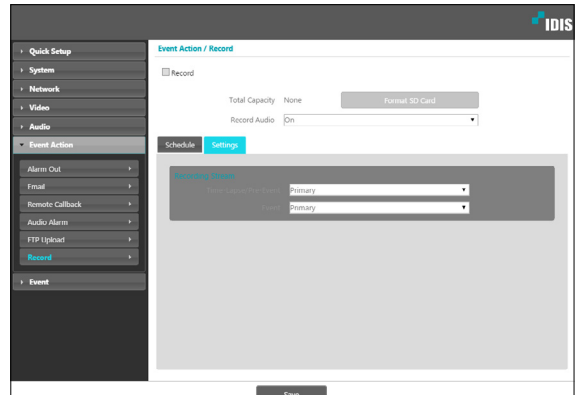 IDIS
Quick Setup
System
Network
Video
Audio
Event Action
Alarm Out
Email
Remote Callback
Audio Alarm
FTP Upload
Record
Event
Event Action / Record
Record
Total Capacity None Format SD Card
Record Audio On
Schedule Settings
Primary
Primary
Save